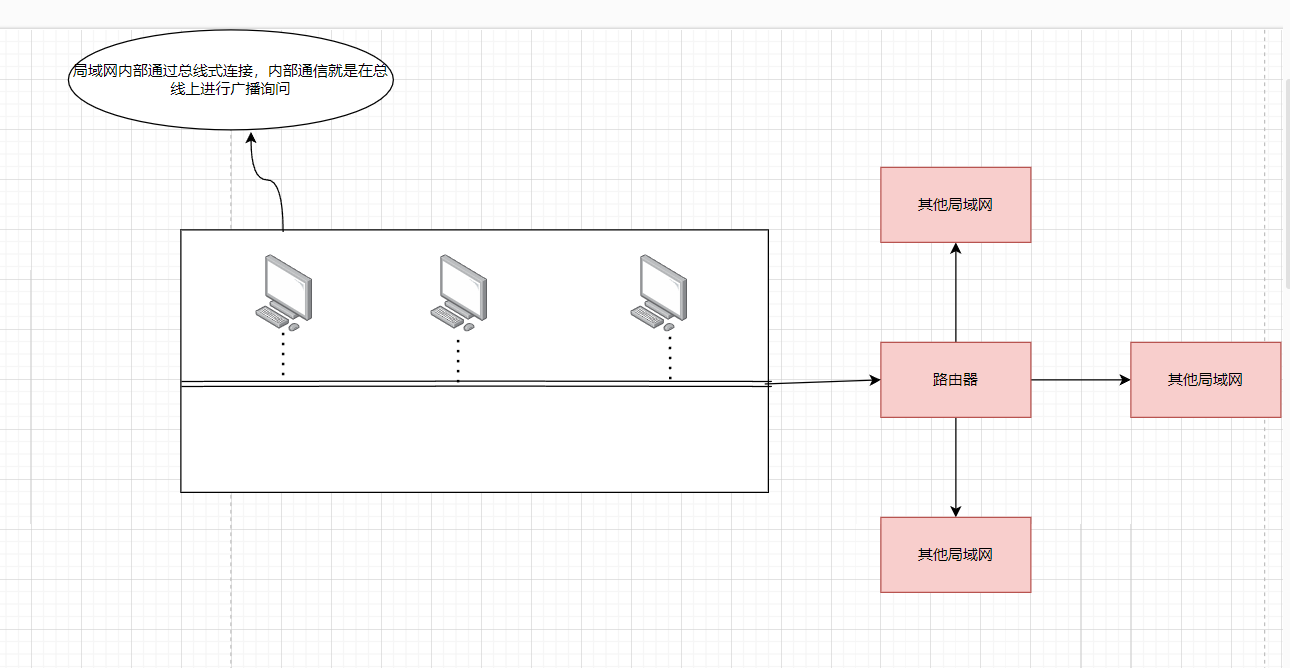 局域网内部通过总线式连接，内部通信就是在总
线上进行广播询问
其他局域网
路由器
其他局域网
其他局域网